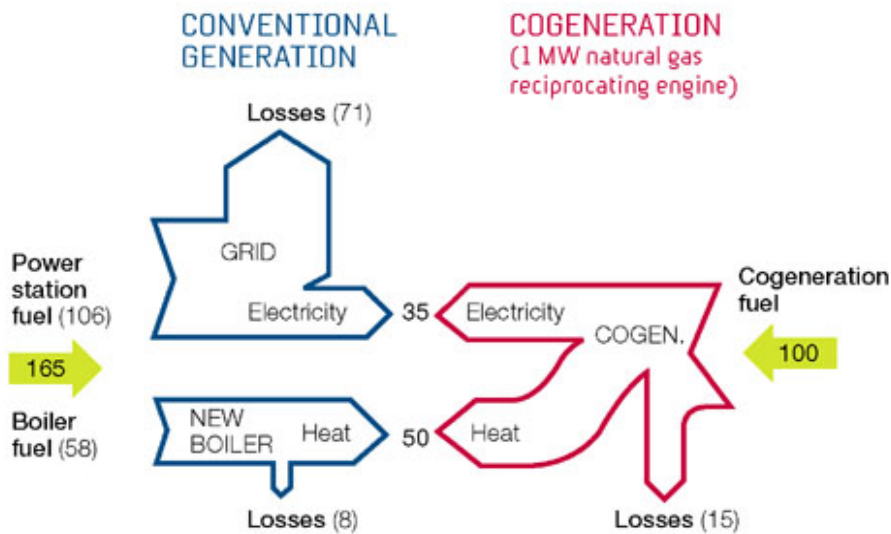 CONVENTIONAL
GENERATION
COGENERATION
(1 MW natural gas
reciprocating engine)
Losses (71)
GRID
Power
station
fuel (106)
Electricity
35
Electricity
COGEN.
Cogeneration
fuel
165
100
Boiler
fuel (58)
NEW
BOILER
Heat
50
Heat
Losses (8)
Losses (15)